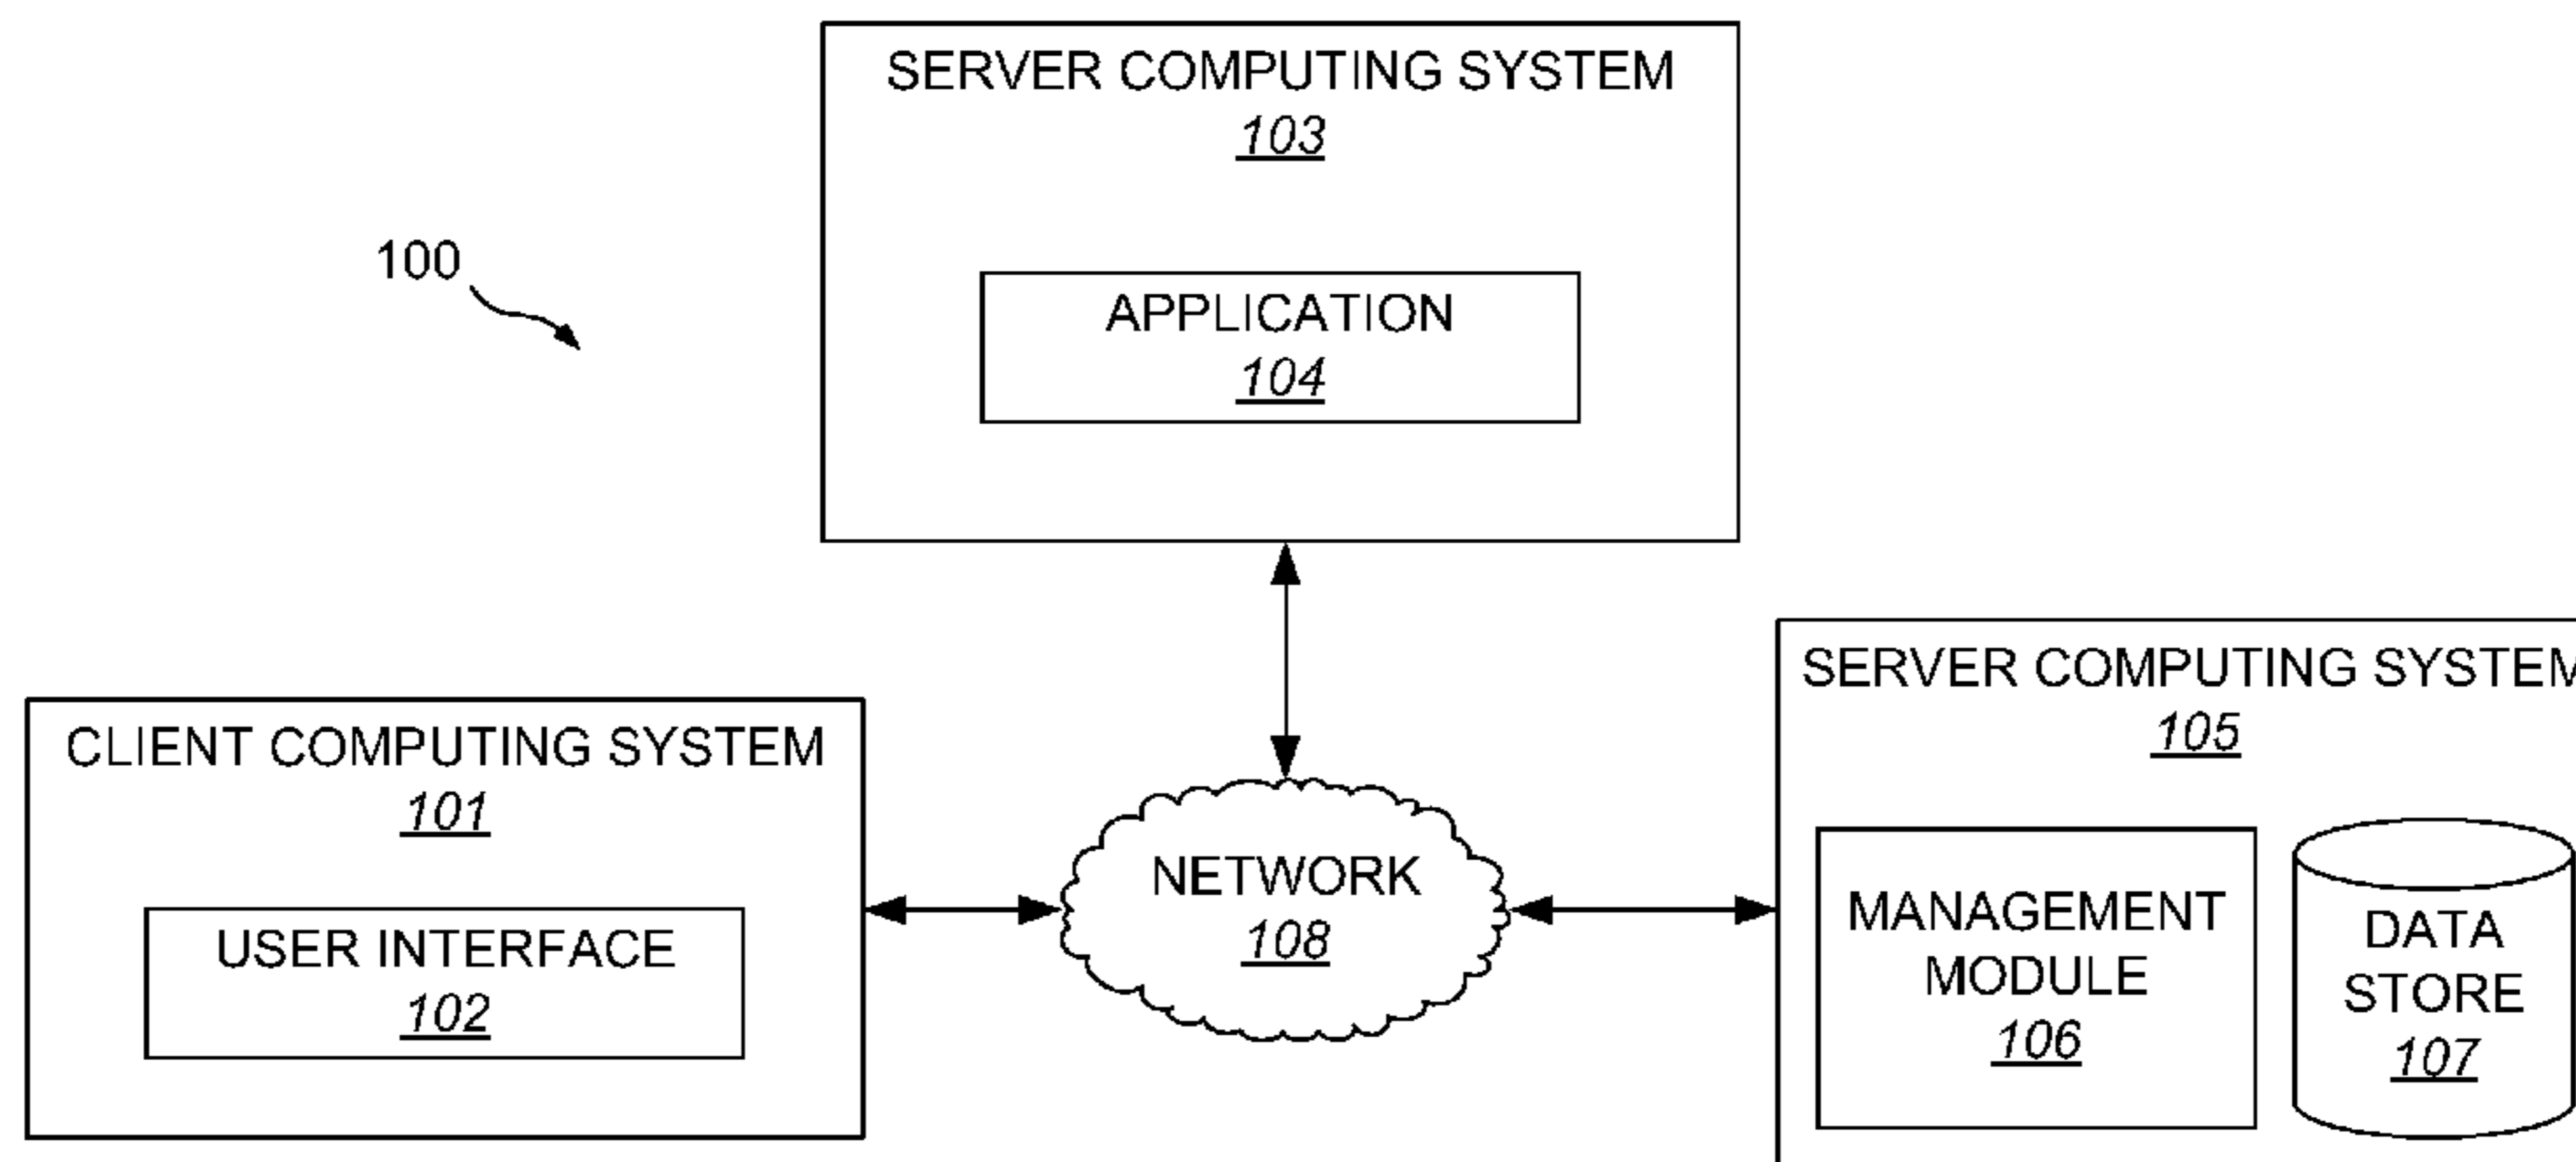 SERVER COMPUTING SYSTEM
103
100
APPLICATION
104
CLIENT COMPUTING SYSTEM
101
USER INTERFACE
102
NETWORK
108
SERVER COMPUTING SYSTEM
105
MANAGEMENT
MODULE
106
DATA
STORE
107